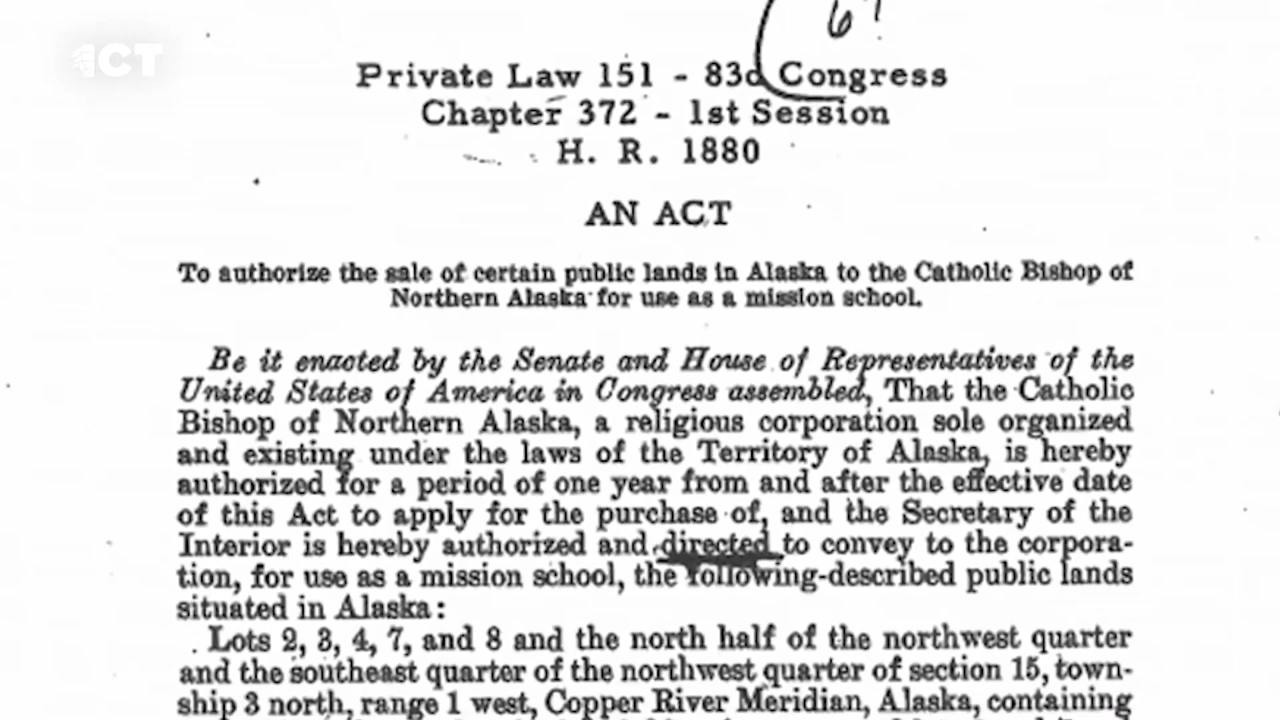 6?
ICT
Private Law 151 - 83d Congress
Chapter 372 - 1st Session
H. R. 1880
AN ACT
To authorize the sale of certain public lands in Alaska to the Catholic Bishop of
Northern Alaska for use as a mission school.
Be it enacted by the Senate and House of Representatives of the
United States of America in Congress assembled, That the Catholic
Bishop of Northern Alaska, a religious corporation sole organized
and existing under the laws of the Territory of Alaska, is hereby
authorized for a period of one year from and after the effective date
of this Act to apply for the purchase of, and the Secretary of the
Interior is hereby authorized and directed to convey to the corpora-
tion, for use as a mission school, the following-described public lands
situated in Alaska:
Lots 2, 3, 4, 7, and 8 and the north half of the northwest quarter
and the southeast quarter of the northwest quarter of section 15, town-
ship 3 north, range 1 west, Copper River Meridian, Alaska, containing